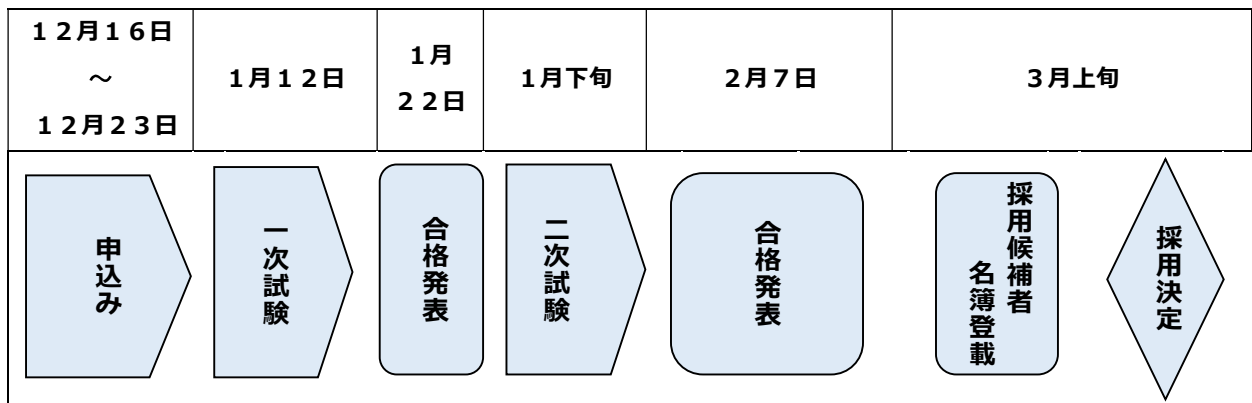 １２月１６日
～
１２月２３日
１月１２日
１月
２２日
１月下旬
２月７日
３月上旬
申込み
一次試験
合格発表
二次試験
合格発表
採用候補者
名簿登載
採用決定